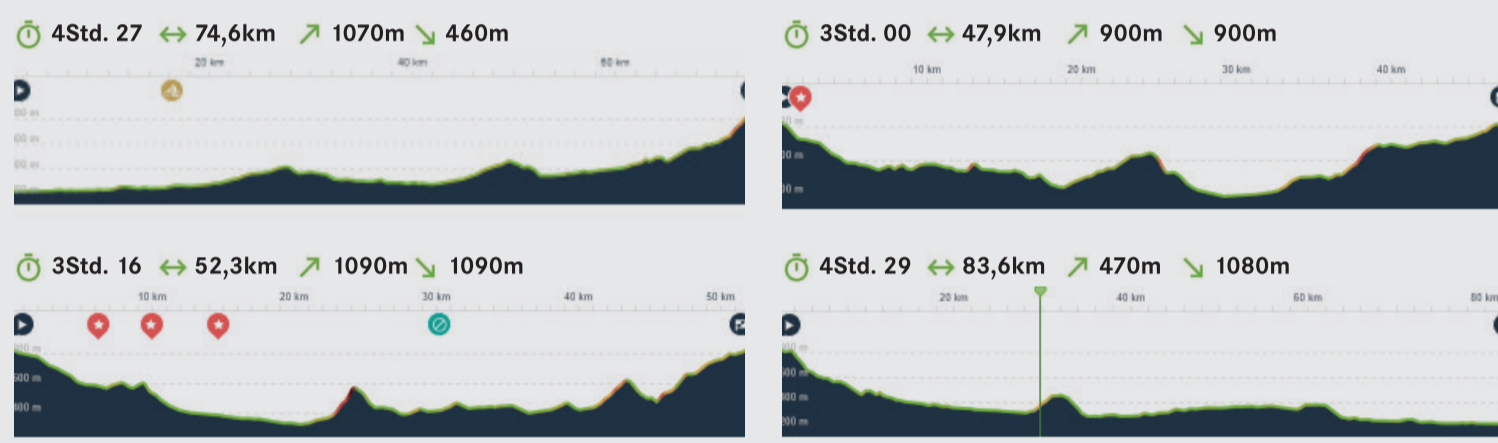 4Std. 27 74,6km 1070m 460m
20 km 40 km 60 km
3Std. 00 47,9km 900m 900m
10 km 20 km 30 km 40 km
3Std. 16 52,3km 1090m 1090m
10 km 20 km 30 km 40 km 50 km
4Std. 29 83,6km 470m 1080m
20 km 40 km 60 km 80 km